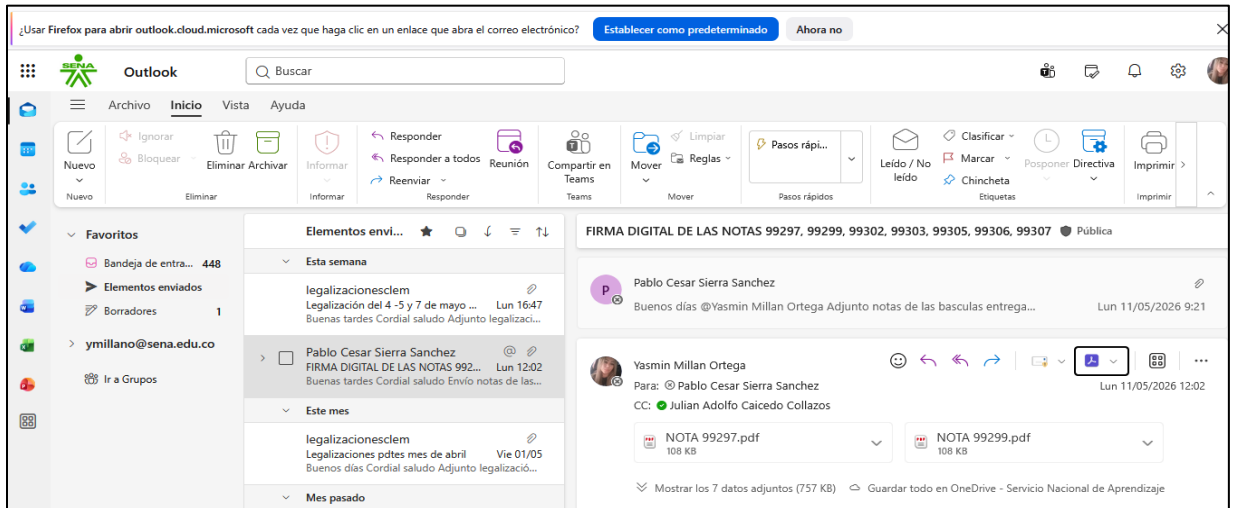 ¿Usar Firefox para abrir outlook.cloud.microsoft cada vez que haga clic en un enlace que abra el correo electrónico? Establecer como predeterminado Ahora no
SENA Outlook Buscar
Archivo Inicio Vista Ayuda
Nuevo
Ignorar
Bloquear
Eliminar Archivar
Informar
Responder
Responder a todos
Reenviar
Reunión
Compartir en
Teams
Mover
Limpiar
Reglas
Pasos rápi...
Leído / No
leído
Clasificar
Marcar
Chincheta
Posponer Directiva
Imprimir
Nuevo Eliminar Informar Responder Teams Mover Pasos rápidos Etiquetas Imprimir
Favoritos
Bandeja de entra... 448
Elementos enviados
Borradores 1
ymillano@sena.edu.co
Ir a Grupos
Elementos envi...
Esta semana
legalizacionesclem
Legalización del 4 -5 y 7 de mayo ... Lun 16:47
Buenas tardes Cordial saludo Adjunto legalizaci...
Pablo Cesar Sierra Sanchez
FIRMA DIGITAL DE LAS NOTAS 992... Lun 12:02
Buenas tardes Cordial saludo Envío notas de las...
Este mes
legalizacionesclem
Legalizaciones pdtes mes de abril Vie 01/05
Buenos días Cordial saludo Adjunto legalizació...
Mes pasado
FIRMA DIGITAL DE LAS NOTAS 99297, 99299, 99302, 99303, 99305, 99306, 99307 Pública
P
Pablo Cesar Sierra Sanchez
Buenos días @Yasmin Millan Ortega Adjunto notas de las basculas entrega... Lun 11/05/2026 9:21
Yasmin Millan Ortega
Para: Pablo Cesar Sierra Sanchez Lun 11/05/2026 12:02
CC: Julian Adolfo Caicedo Collazos
NOTA 99297.pdf
108 KB
NOTA 99299.pdf
108 KB
Mostrar los 7 datos adjuntos (757 KB) Guardar todo en OneDrive - Servicio Nacional de Aprendizaje